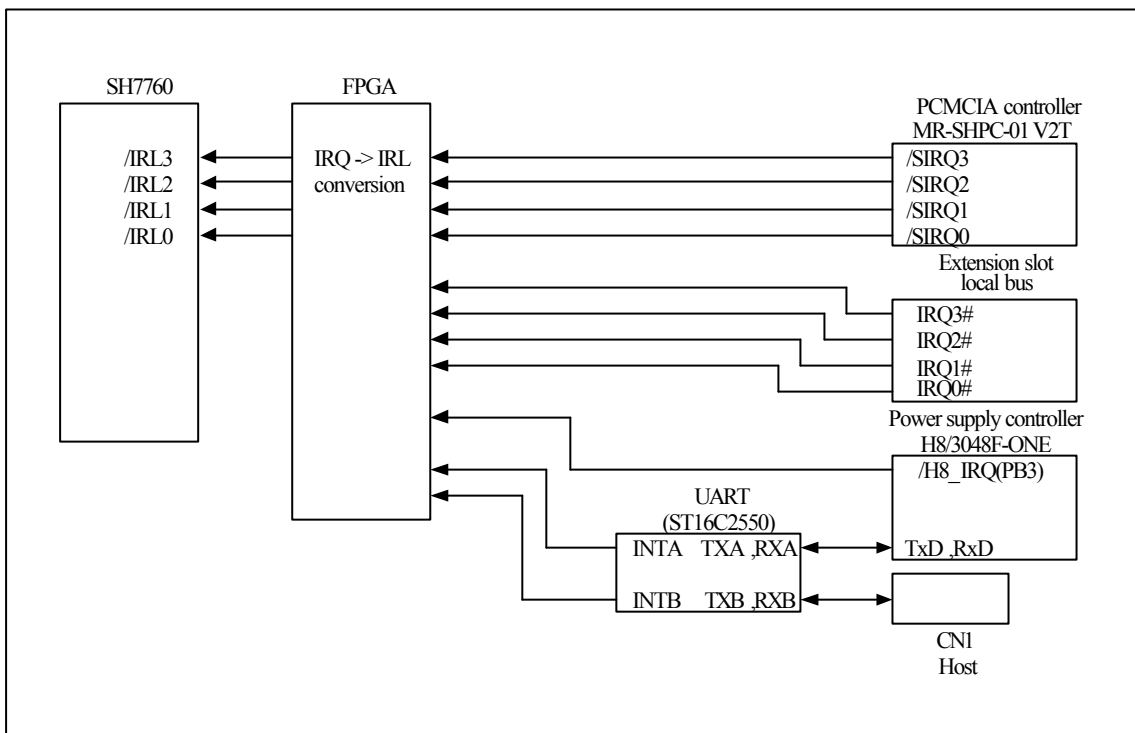 SH7760
/IRL3
/IRL2
/IRL1
/IRL0
FPGA
IRQ -> IRL
conversion
PCMCIA controller
MR-SHPC-01 V2T
/SIRQ3
/SIRQ2
/SIRQ1
/SIRQ0
Extension slot
local bus
IRQ3#
IRQ2#
IRQ1#
IRQ0#
Power supply controller
H8/3048F-ONE
/H8_IRQ(PB3)
TxD ,RxD
UART
(ST16C2550)
INTA TXA ,RXA
INTB TXB ,RXB
CN1
Host